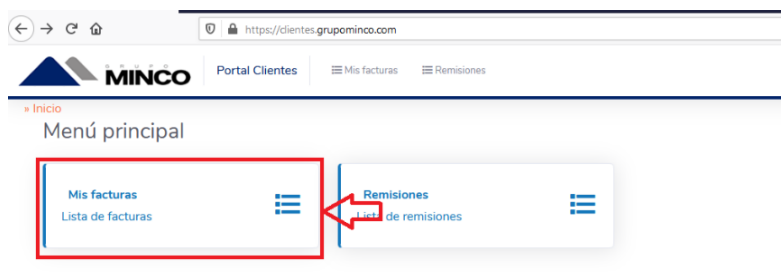 https://clientes.grupominco.com
GRUPO
MINCO
Portal Clientes
Mis facturas
Remisiones
» Inicio
Menú principal
Mis facturas
Lista de facturas
Remisiones
Lista de remisiones